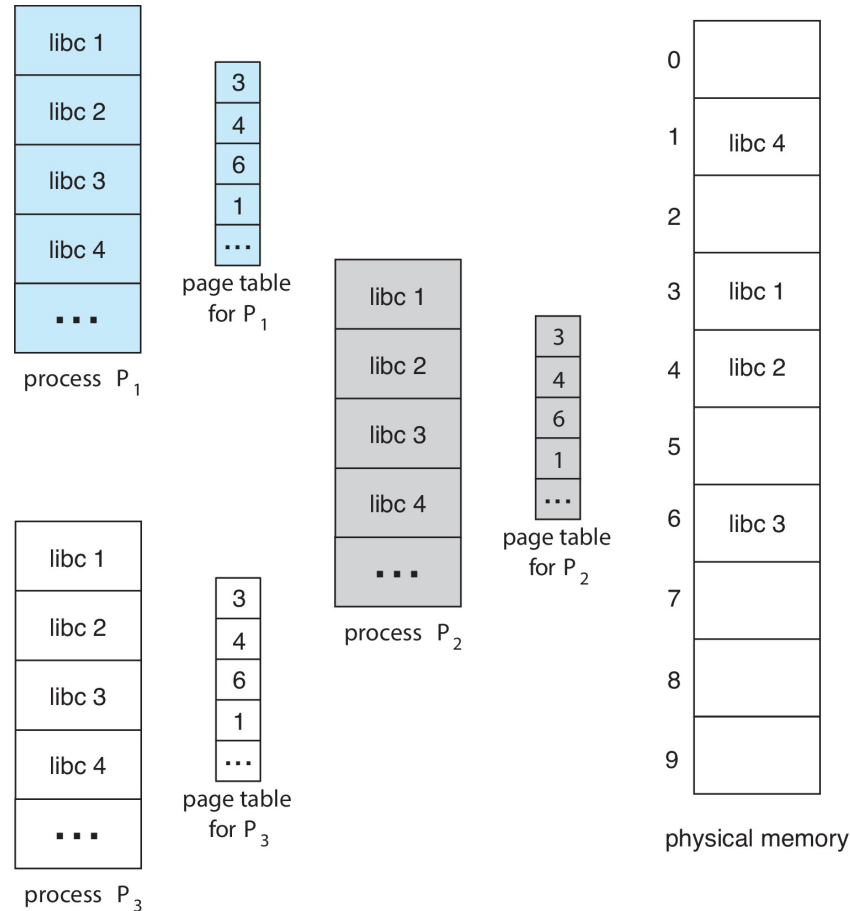 libc 1
libc 2
libc 3
libc 4
...
process P1
3
4
6
1
...
page table
for P1
libc 1
libc 2
libc 3
libc 4
...
process P2
3
4
6
1
...
page table
for P2
libc 1
libc 2
libc 3
libc 4
...
process P3
3
4
6
1
...
page table
for P3
0
1 libc 4
2
3 libc 1
4 libc 2
5
6 libc 3
7
8
9
physical memory